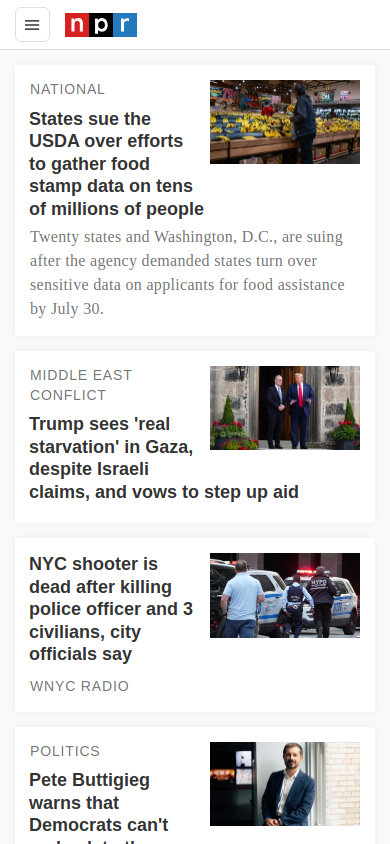 npr
NATIONAL
States sue the
USDA over efforts
to gather food
stamp data on tens
of millions of people
Twenty states and Washington, D.C., are suing
after the agency demanded states turn over
sensitive data on applicants for food assistance
by July 30.
MIDDLE EAST
CONFLICT
Trump sees 'real
starvation' in Gaza,
despite Israeli
claims, and vows to step up aid
NYC shooter is
dead after killing
police officer and 3
civilians, city
officials say
WNYC RADIO
POLITICS
Pete Buttigieg
warns that
Democrats can't